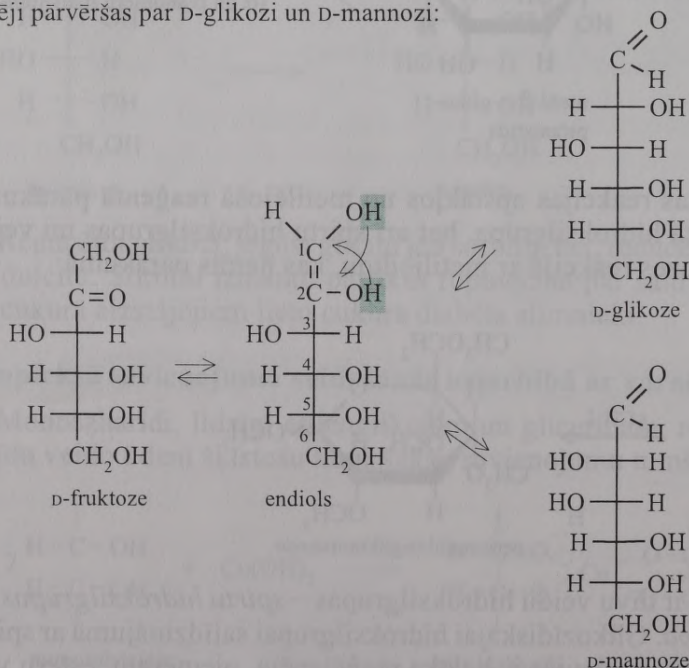 ēji pārvēršas par D-glikozi un D-mannozi:
O
C
H
H OH
HO H
H OH
H OH
CH₂OH
D-glikoze
H OH
1C
2C—OH
3
HO H
H 4 OH
H 5 OH
6
CH₂OH
endiols
CH₂OH
C=O
HO H
H OH
H OH
CH₂OH
D-fruktoze
O
C
H
HO H
HO H
H OH
H OH
CH₂OH
D-mannoze